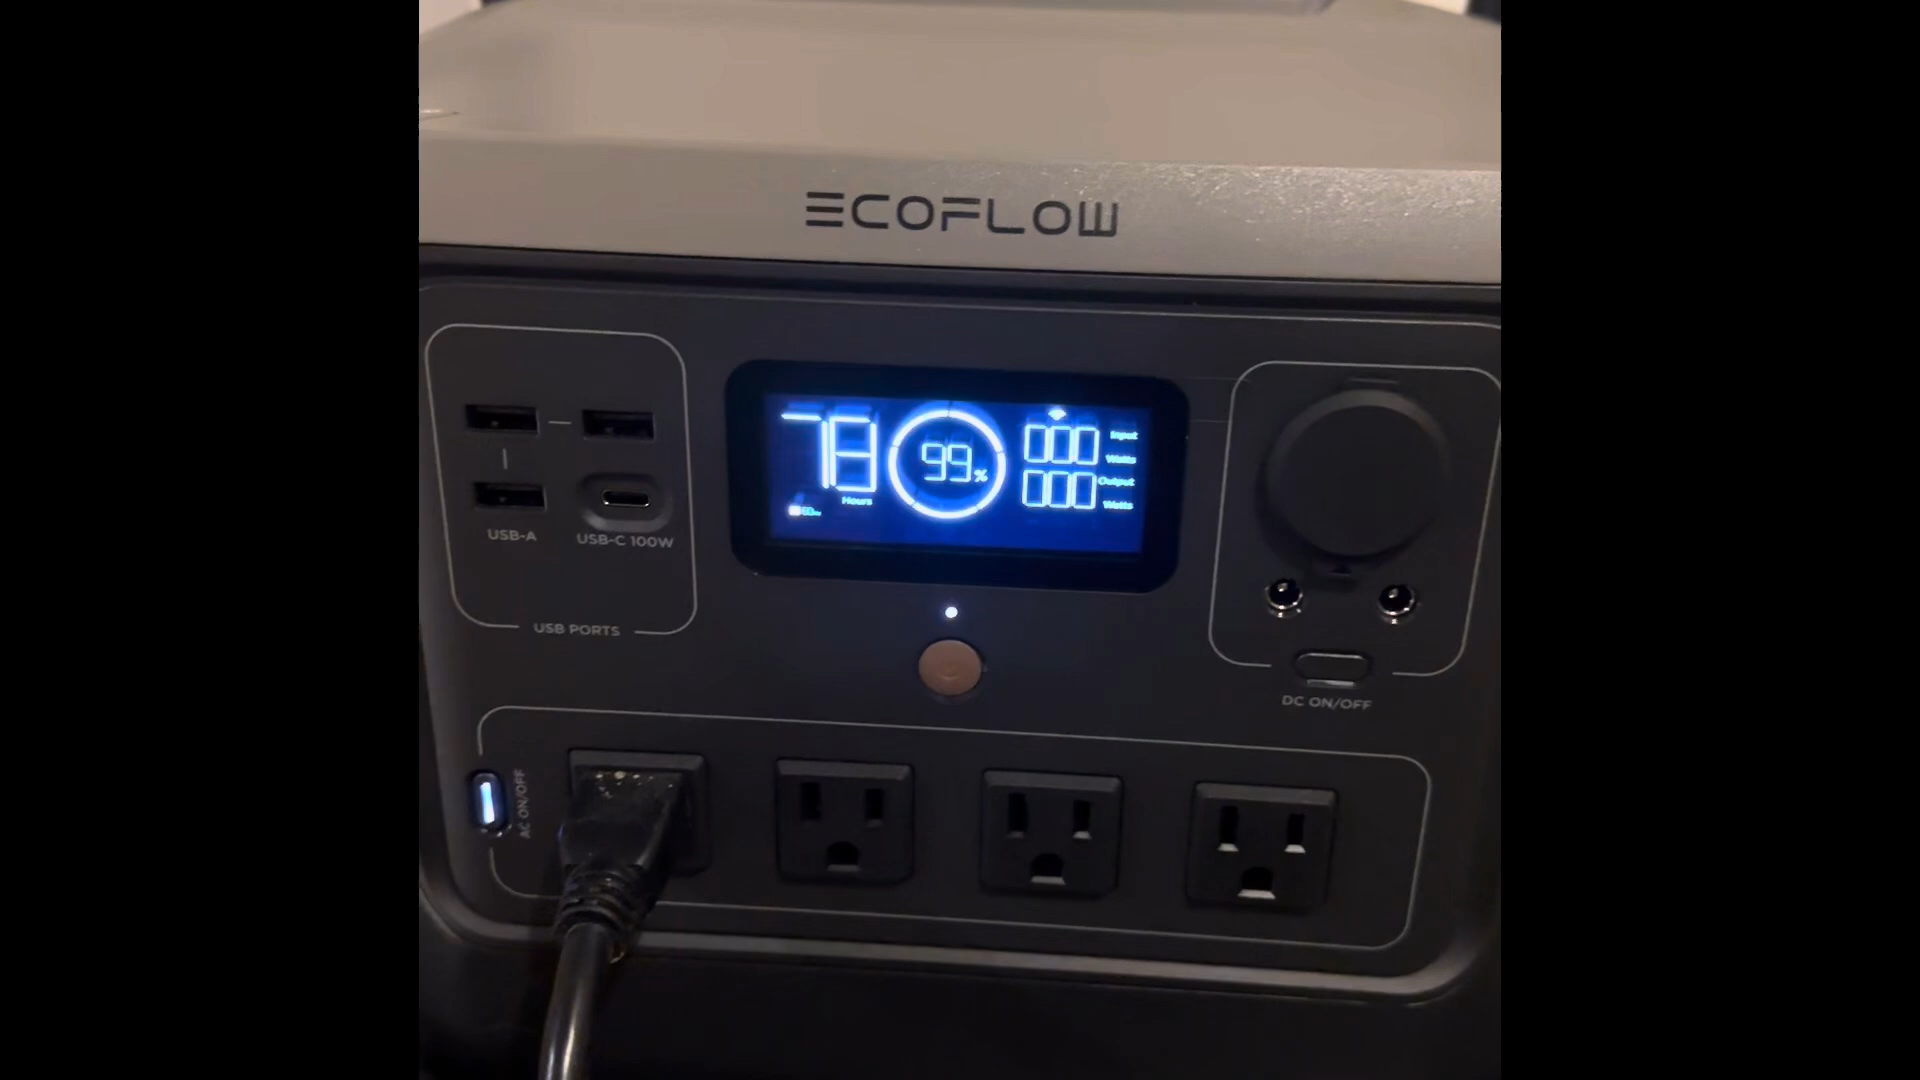 ECOFLOW
78
Hours
99%
000 Input Watts
000 Output Watts
USB-A
USB-C 100W
USB PORTS
DC ON/OFF
AC ON/OFF